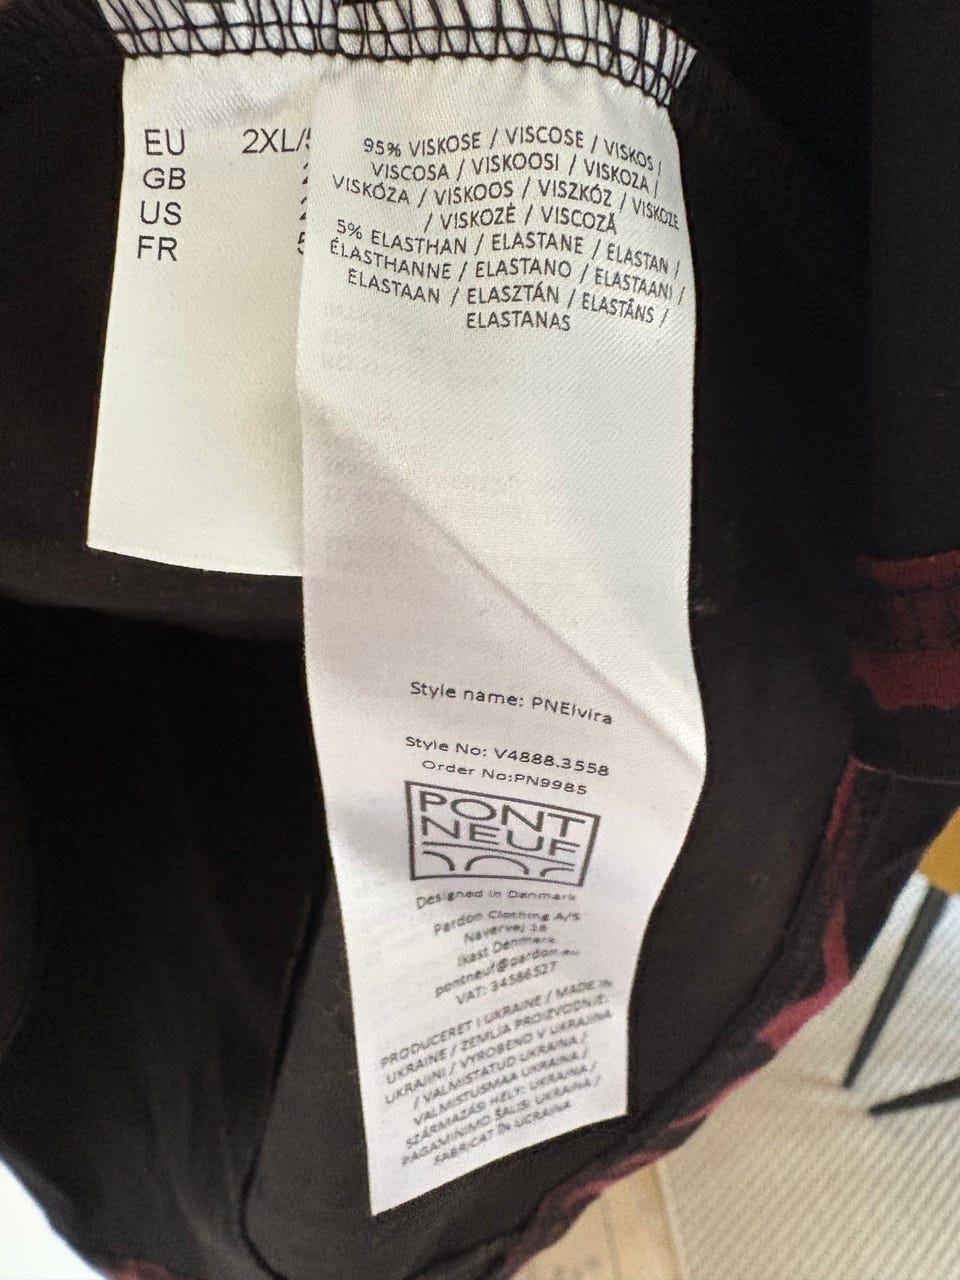 EU 2XL/5
GB
US
FR
95% VISKOSE / VISCOSE / VISKOS /
VISCOSA / VISKOOSI / VISKOZA /
VISKÓZA / VISKOOS / VISZKÓZ / VISKOZE
/ VISKOZĖ / VISCOZĂ
5% ELASTHAN / ELASTANE / ELASTAN /
ÉLASTHANNE / ELASTANO / ELASTAANI /
ELASTAAN / ELASZTÁN / ELASTĀNS /
ELASTANAS
Style name: PNElvira
Style No: V4888.3558
Order No:PN9985
PONT
NEUF
Designed in Denmark
Pardon Clothing A/S
Navervej
Ikast Denmark
pontneuf@pardon.eu
VAT: 34586527
PRODUCERET I UKRAINE / MADE IN
UKRAINE / ZEMLJA PROIZVODNJE:
UKRAJINI / VYROBENO V UKRAJINA
/ VALMISTATUD UKRAINA /
VALMISTUSMAA UKRAINA /
SZÁRMAZÁSI HELY: UKRAJNA /
PAGAMINIMO ŠALIS: UKRAINA /
FABRICAT ÎN UCRAINA